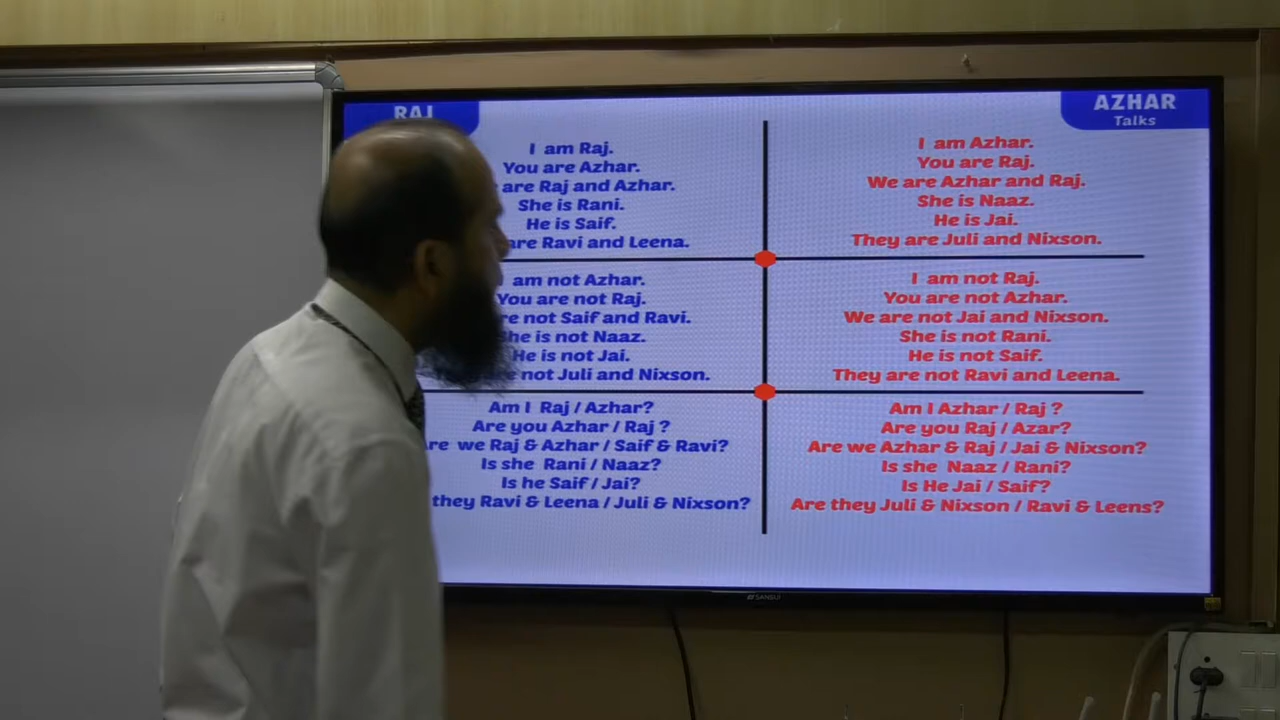 RAJ
I am Raj.
You are Azhar.
are Raj and Azhar.
She is Rani.
He is Saif.
are Ravi and Leena.
am not Azhar.
You are not Raj.
not Saif and Ravi.
he is not Naaz.
He is not Jai.
not Juli and Nixson.
Am I Raj / Azhar?
Are you Azhar / Raj ?
we Raj & Azhar / Saif & Ravi?
Is she Rani / Naaz?
Is he Saif / Jai?
they Ravi & Leena / Juli & Nixson?
AZHAR
Talks
I am Azhar.
You are Raj.
We are Azhar and Raj.
She is Naaz.
He is Jai.
They are Juli and Nixson.
I am not Raj.
You are not Azhar.
We are not Jai and Nixson.
She is not Rani.
He is not Saif.
They are not Ravi and Leena.
Am I Azhar / Raj ?
Are you Raj / Azar?
Are we Azhar & Raj / Jai & Nixson?
Is she Naaz / Rani?
Is He Jai / Saif?
Are they Juli & Nixson / Ravi & Leens?
SANSUI